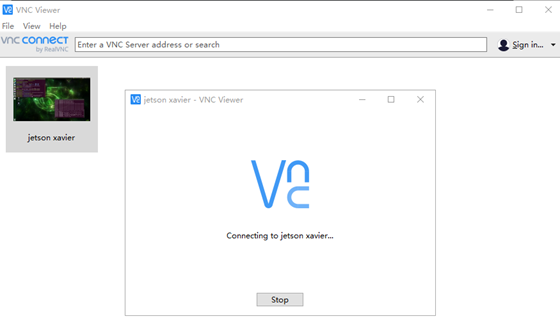 VNC Viewer
File View Help
VNC CONNECT
by RealVNC
Enter a VNC Server address or search
Sign in...
jetson xavier
jetson xavier - VNC Viewer
Connecting to jetson xavier...
Stop